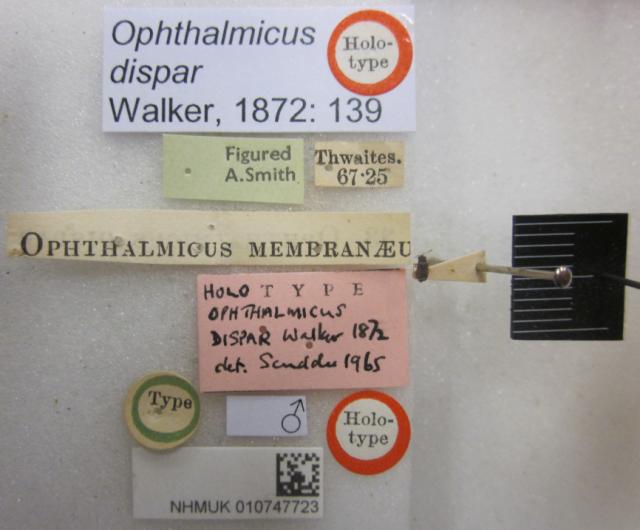 Ophthalmicus
dispar
Walker, 1872: 139
Holo-
type
Figured
A.Smith
Thwaites.
67·25
OPHTHALMICUS MEMBRANÆU
HOLOTYPE
OPHTHALMICUS
DISPAR Walker 1872
det. Scudder 1965
Type
♂
Holo-
type
NHMUK 010747723